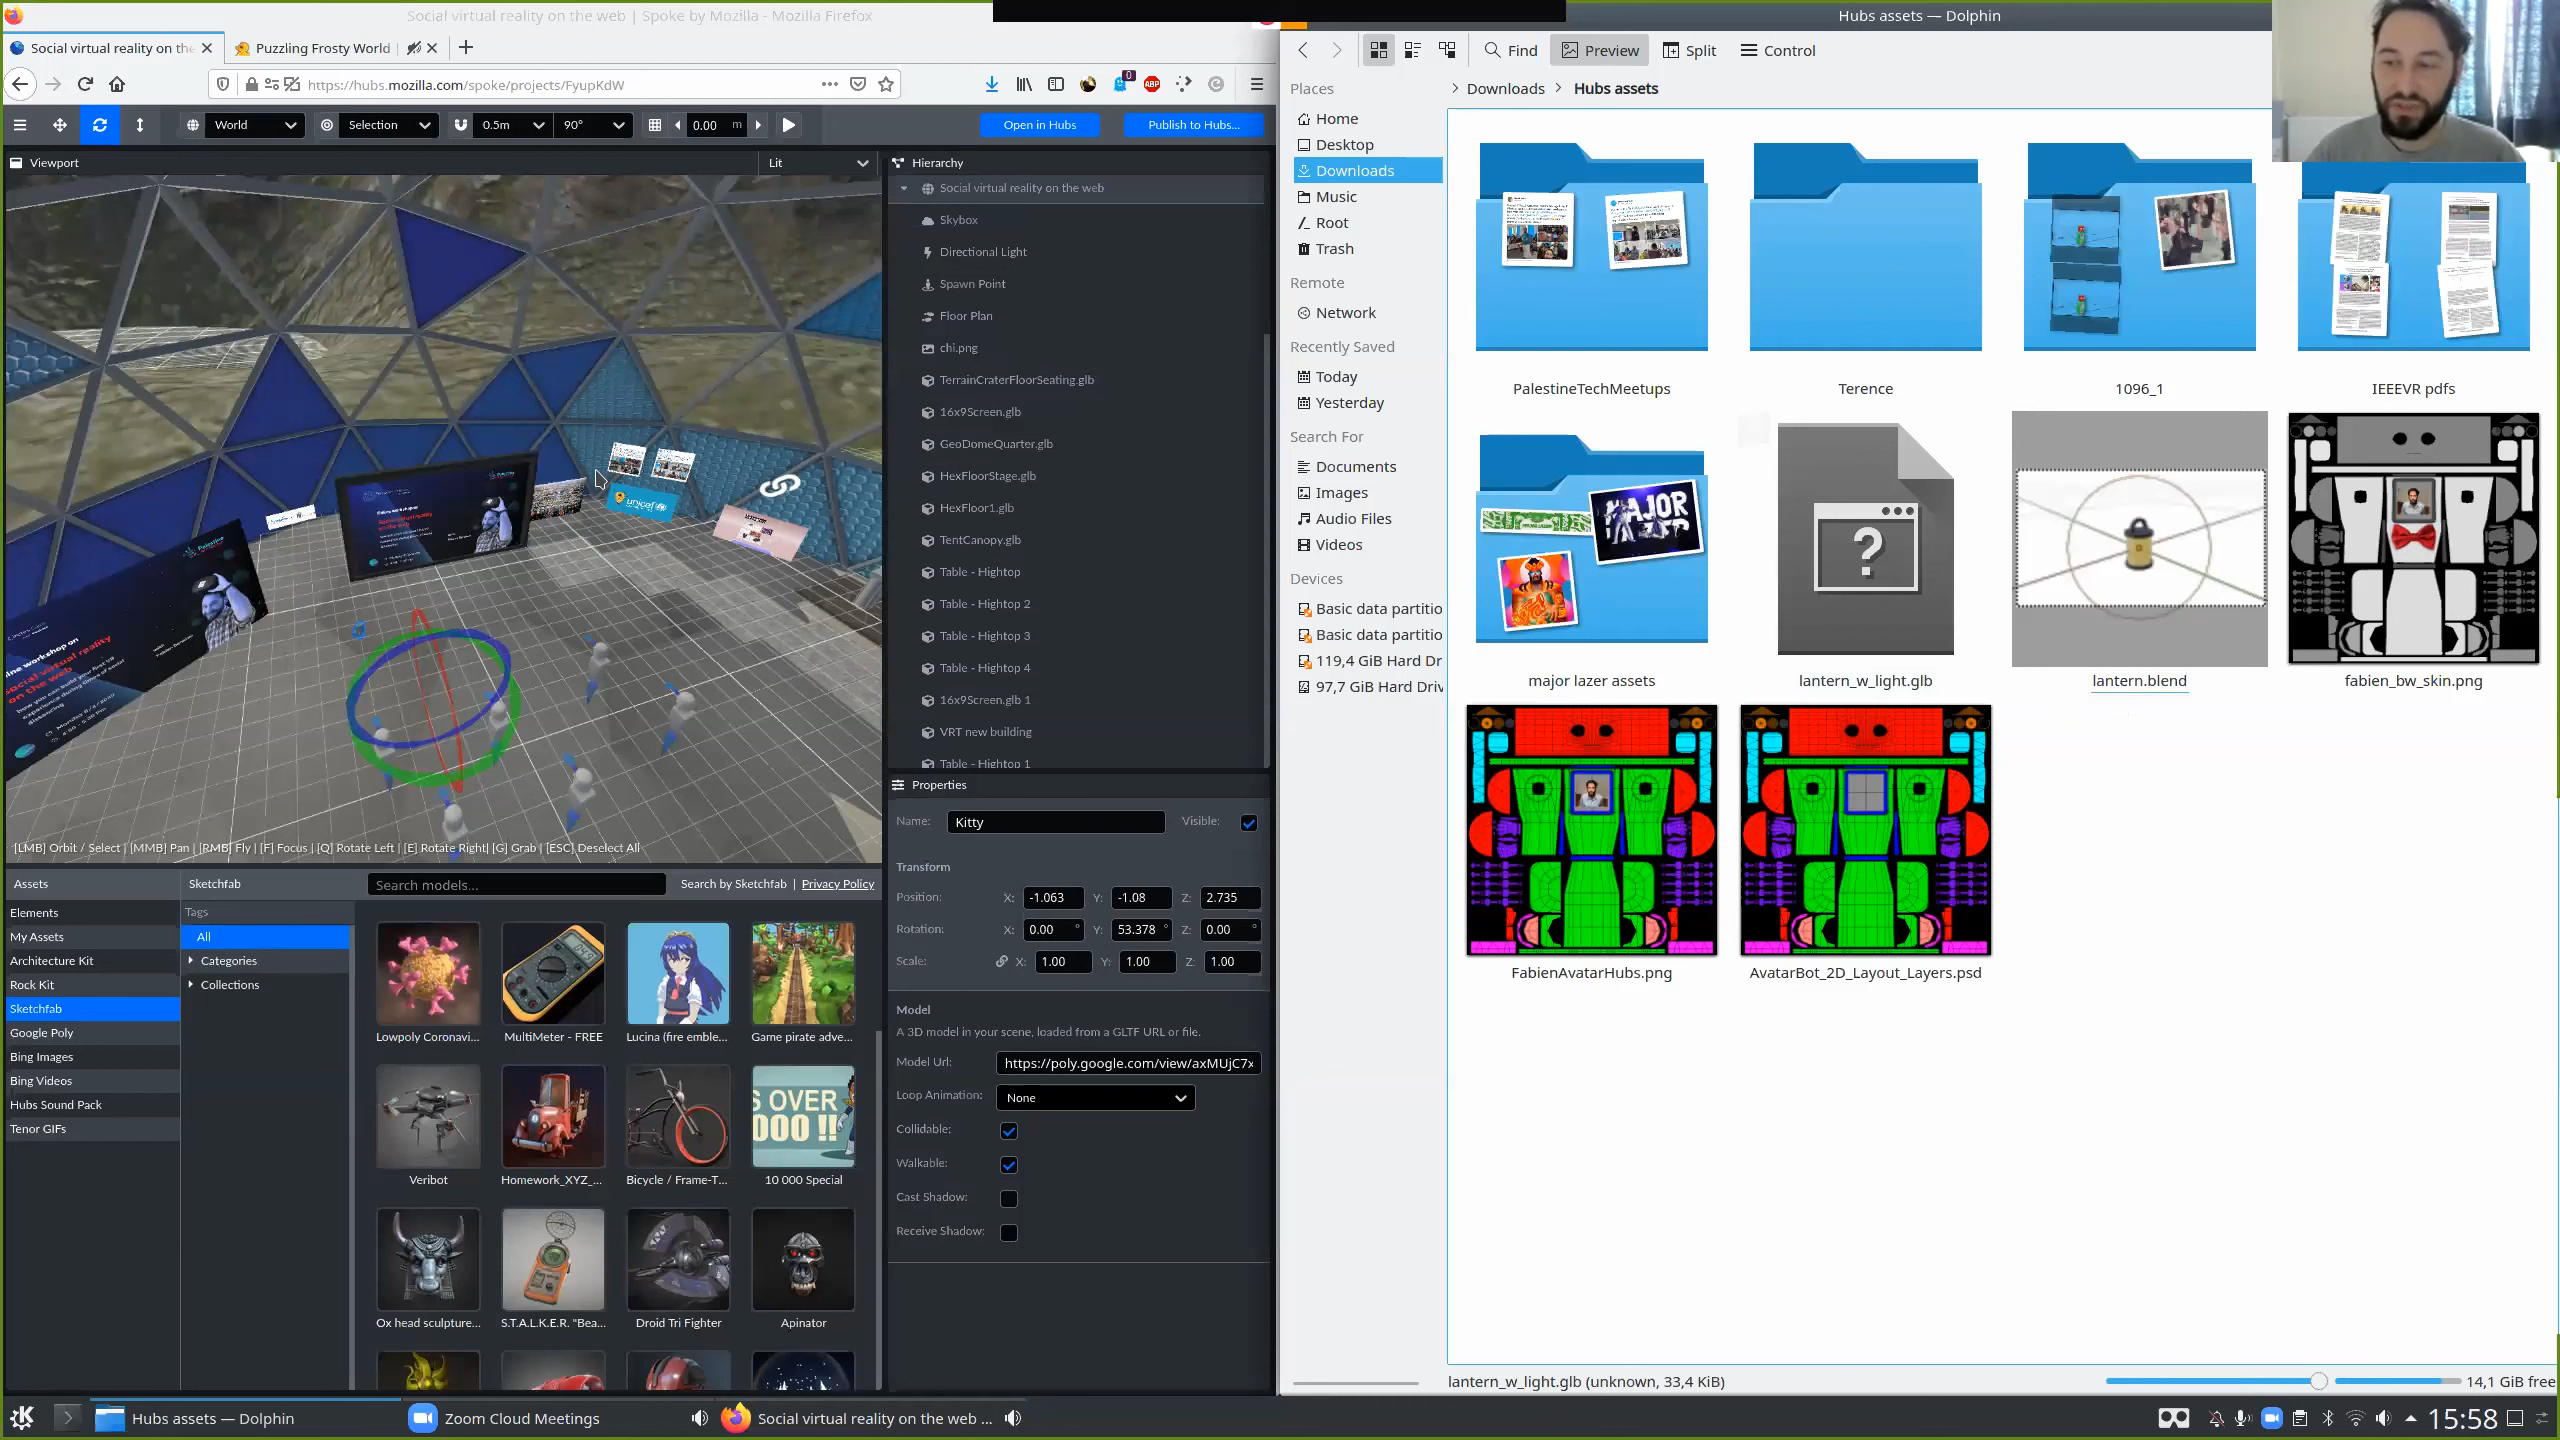 Social virtual reality on the web | Spoke by Mozilla - Mozilla Firefox
Social virtual reality on the
Puzzling Frosty World
https://hubs.mozilla.com/spoke/projects/FyupKdW
0
ABP
World
Selection
0.5m
90°
0.00 m
Open in Hubs
Publish to Hubs...
Viewport
Lit
unicef
Social virtual reality
on the web
[LMB] Orbit / Select | [MMB] Pan | [RMB] Fly | [F] Focus | [Q] Rotate Left | [E] Rotate Right| [G] Grab | [ESC] Deselect All
Hierarchy
Social virtual reality on the web
Skybox
Directional Light
Spawn Point
Floor Plan
chi.png
TerrainCraterFloorSeating.glb
16x9Screen.glb
GeoDomeQuarter.glb
HexFloorStage.glb
HexFloor1.glb
TentCanopy.glb
Table - Hightop
Table - Hightop 2
Table - Hightop 3
Table - Hightop 4
16x9Screen.glb 1
VRT new building
Table - Hightop 1
Properties
Name: Kitty Visible:
Transform
Position: X: -1.063 Y: -1.08 Z: 2.735
Rotation: X: 0.00 ° Y: 53.378 ° Z: 0.00 °
Scale: X: 1.00 Y: 1.00 Z: 1.00
Model
A 3D model in your scene, loaded from a GLTF URL or file.
Model Url: https://poly.google.com/view/axMUjC7x
Loop Animation: None
Collidable:
Walkable:
Cast Shadow:
Receive Shadow:
Assets
Elements
My Assets
Architecture Kit
Rock Kit
Sketchfab
Google Poly
Bing Images
Bing Videos
Hubs Sound Pack
Tenor GIFs
Sketchfab
Search models...
Search by Sketchfab | Privacy Policy
Tags
All
Categories
Collections
Lowpoly Coronavi...
MultiMeter - FREE
Lucina (fire emble...
Game pirate adve...
Veribot
Homework_XYZ_...
Bicycle / Frame-T...
S OVER
000 !!
10 000 Special
Ox head sculpture...
S.T.A.L.K.E.R. "Bea...
Droid Tri Fighter
Apinator
Hubs assets — Dolphin
Find
Preview
Split
Control
Downloads
Hubs assets
Places
Home
Desktop
Downloads
Music
Root
Trash
Remote
Network
Recently Saved
Today
Yesterday
Search For
Documents
Images
Audio Files
Videos
Devices
Basic data partitio
Basic data partitio
119,4 GiB Hard Dr
97,7 GiB Hard Driv
PalestineTechMeetups
Terence
1096_1
IEEEVR pdfs
MAJOR
major lazer assets
lantern_w_light.glb
lantern.blend
fabien_bw_skin.png
FabienAvatarHubs.png
AvatarBot_2D_Layout_Layers.psd
lantern_w_light.glb (unknown, 33,4 KiB)
14,1 GiB free
Hubs assets — Dolphin
Zoom Cloud Meetings
Social virtual reality on the web ...
15:58